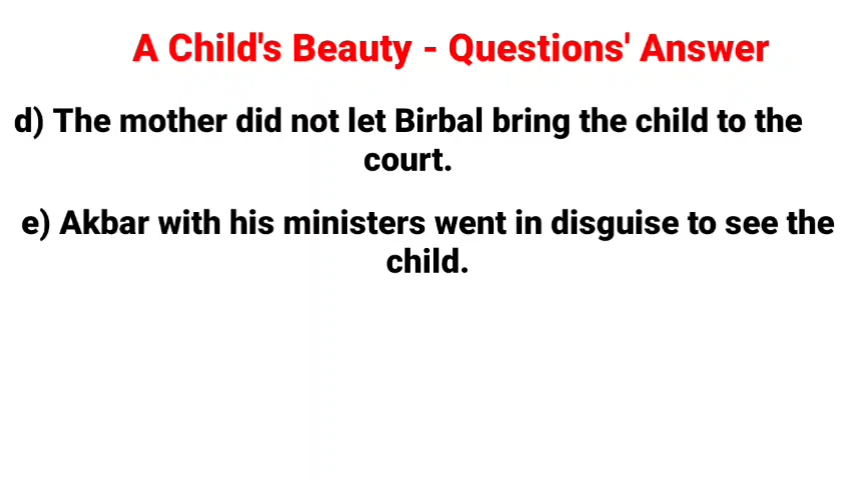 A Child's Beauty - Questions' Answer
d) The mother did not let Birbal bring the child to the
court.
e) Akbar with his ministers went in disguise to see the
child.